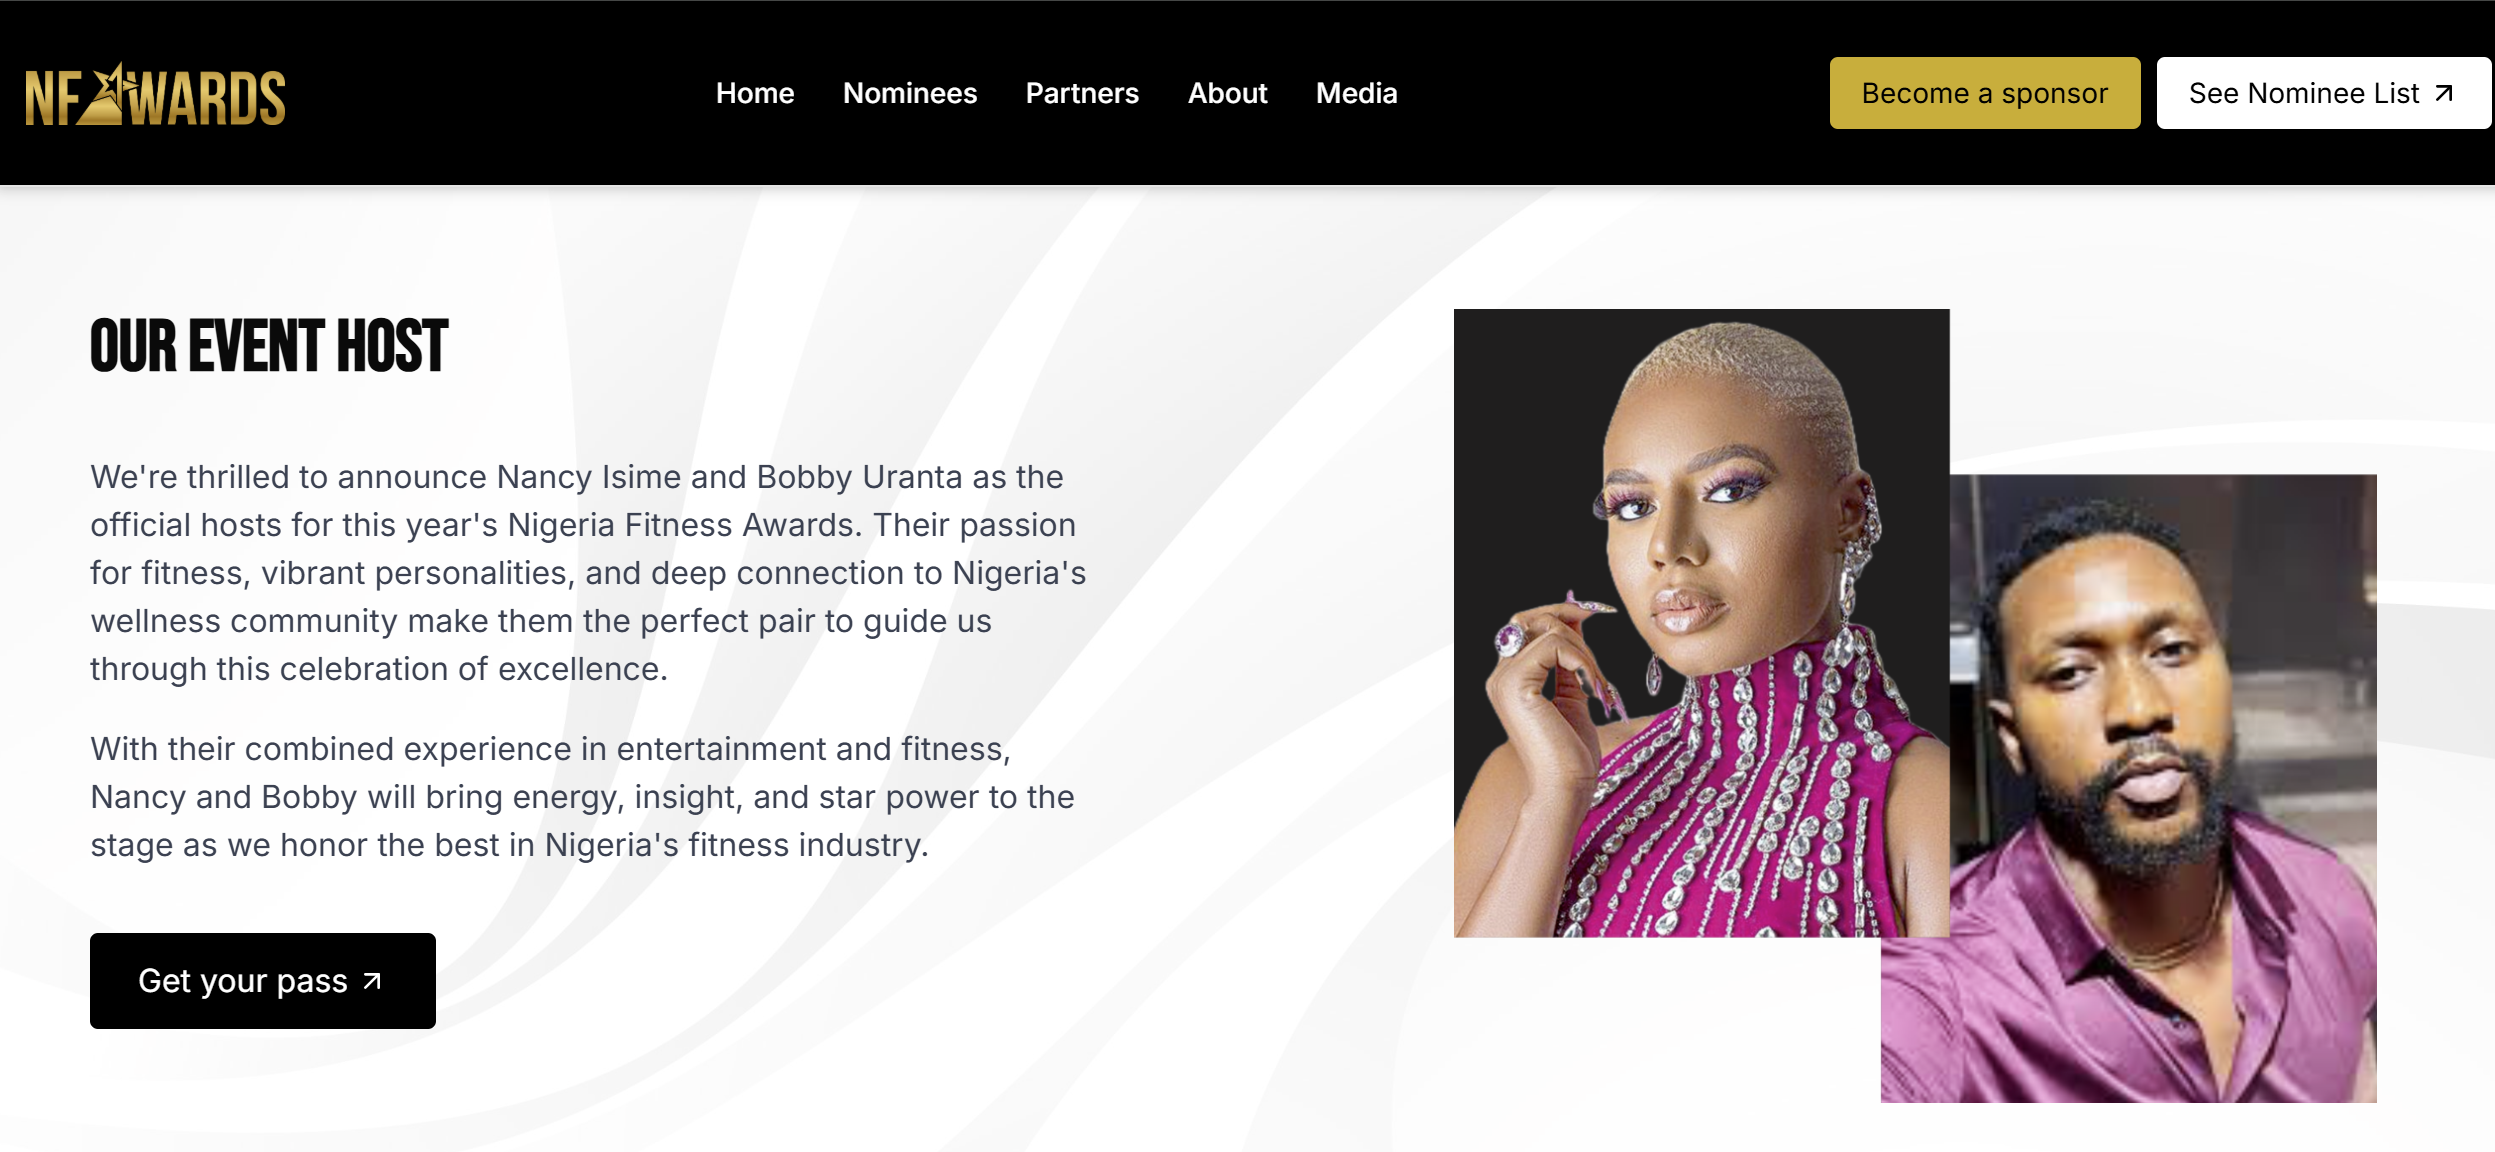 NFAWARDS
Home Nominees Partners About Media
Become a sponsor
See Nominee List
OUR EVENT HOST
We're thrilled to announce Nancy Isime and Bobby Uranta as the
official hosts for this year's Nigeria Fitness Awards. Their passion
for fitness, vibrant personalities, and deep connection to Nigeria's
wellness community make them the perfect pair to guide us
through this celebration of excellence.
With their combined experience in entertainment and fitness,
Nancy and Bobby will bring energy, insight, and star power to the
stage as we honor the best in Nigeria's fitness industry.
Get your pass